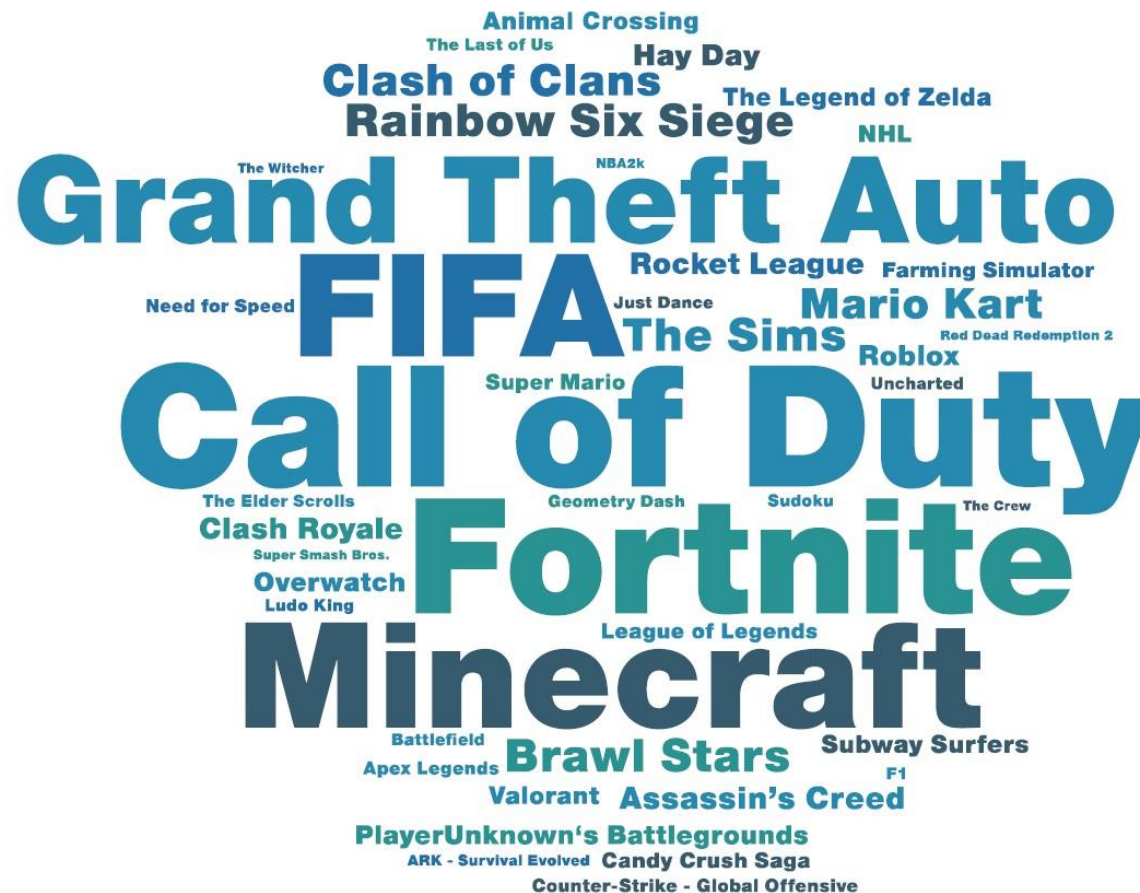 Animal Crossing
The Last of Us
Hay Day
Clash of Clans
The Legend of Zelda
Rainbow Six Siege
NHL
The Witcher
NBA2k
Grand Theft Auto
Rocket League
Farming Simulator
Need for Speed
FIFA
Just Dance
Mario Kart
The Sims
Red Dead Redemption 2
Roblox
Super Mario
Uncharted
Call of Duty
The Elder Scrolls
Geometry Dash
Sudoku
The Crew
Clash Royale
Fortnite
Super Smash Bros.
Overwatch
Ludo King
League of Legends
Minecraft
Battlefield
Brawl Stars
Subway Surfers
Apex Legends
F1
Valorant
Assassin’s Creed
PlayerUnknown‘s Battlegrounds
ARK - Survival Evolved
Candy Crush Saga
Counter-Strike - Global Offensive